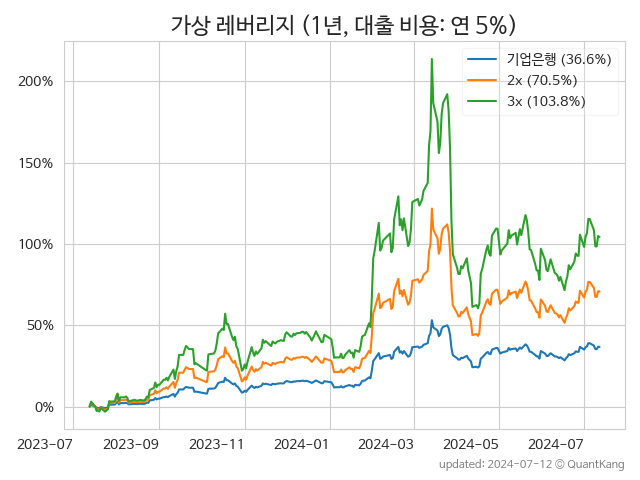 가상 레버리지 (1년, 대출 비용: 연 5%)
기업은행 (36.6%)
2x (70.5%)
3x (103.8%)
200%
150%
100%
50%
0%
2023-07 2023-09 2023-11 2024-01 2024-03 2024-05 2024-07
updated: 2024-07-12 © QuantKang